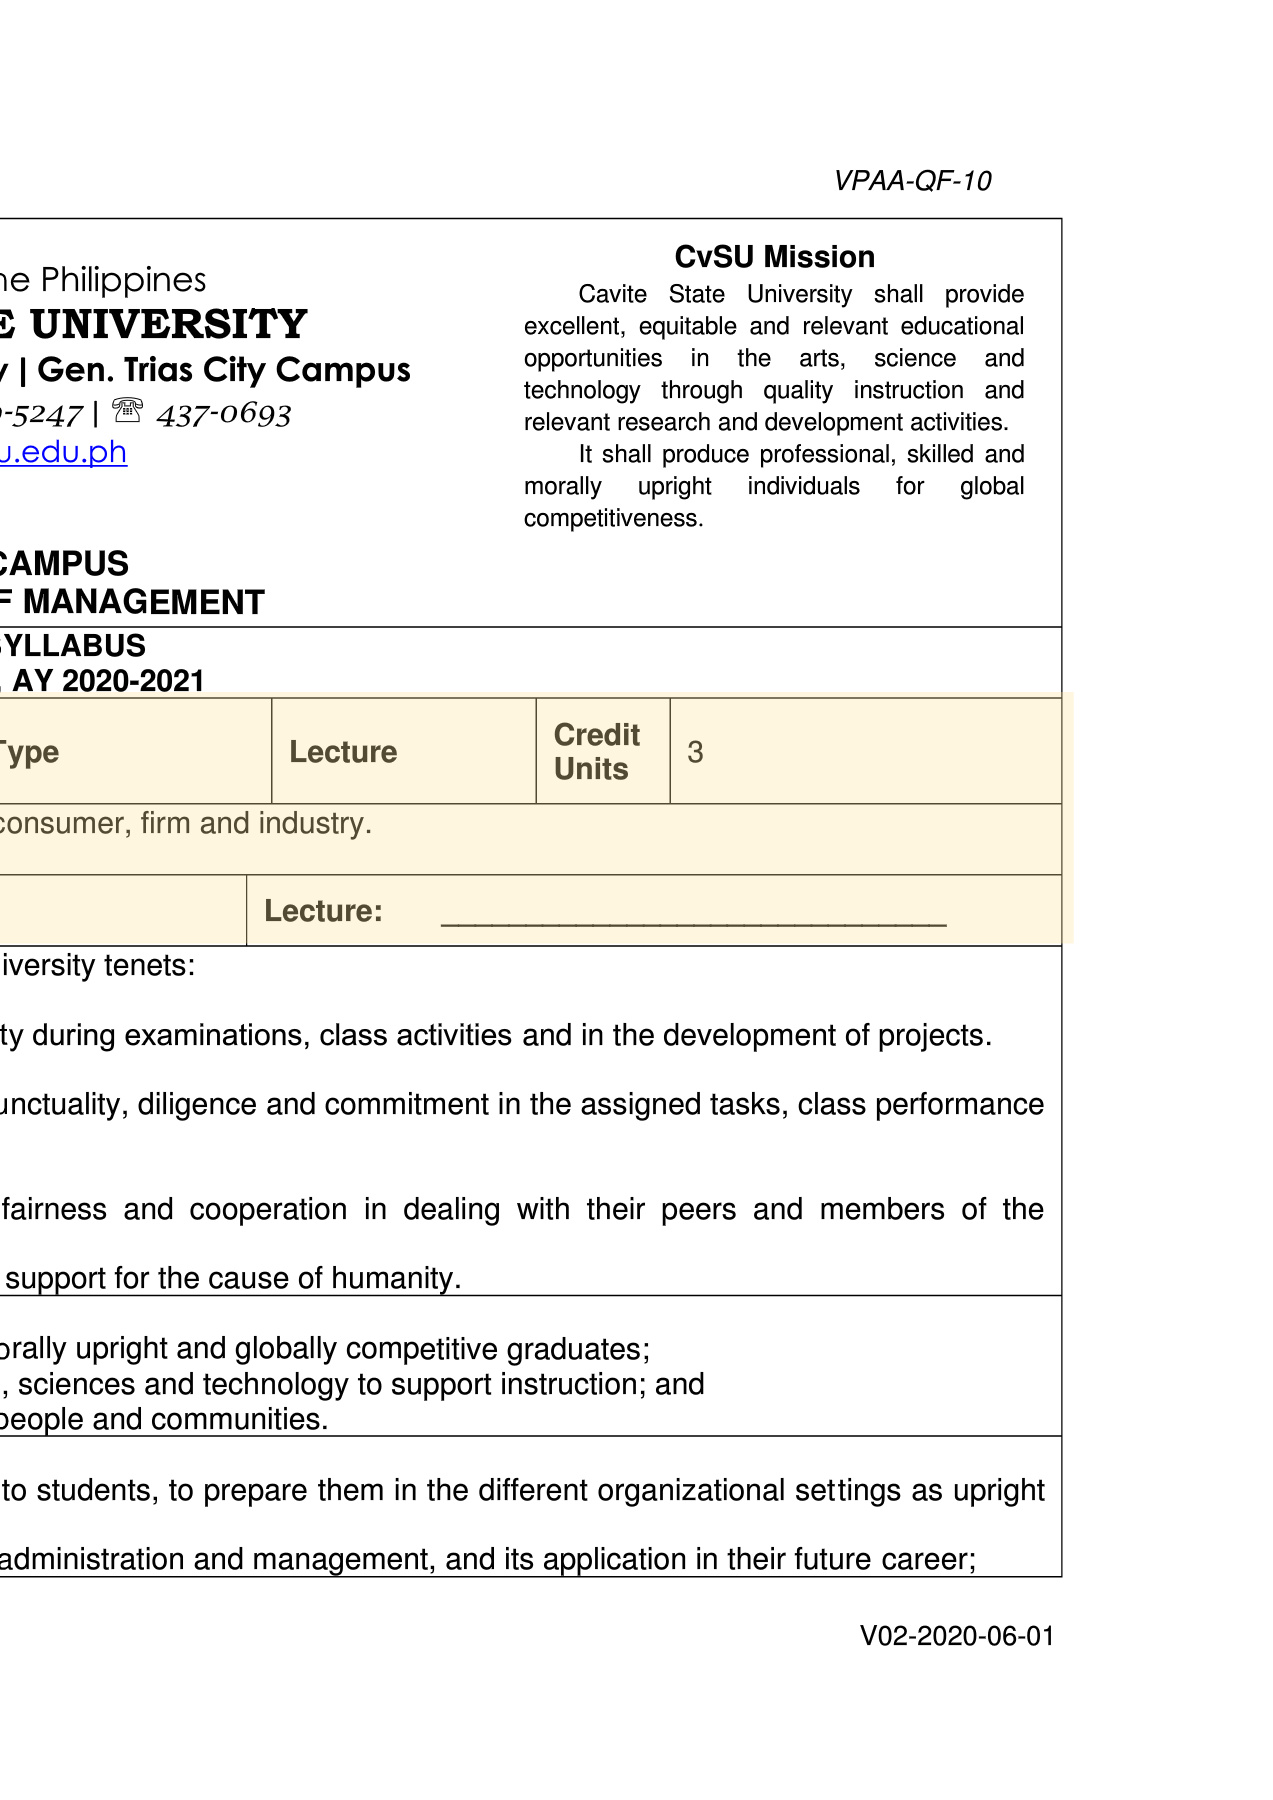 VPAA-QF-10
ne Philippines
E UNIVERSITY
y | Gen. Trias City Campus
-5247 | ☏ 437-0693
u.edu.ph
CvSU Mission
Cavite State University shall provide
excellent, equitable and relevant educational
opportunities in the arts, science and
technology through quality instruction and
relevant research and development activities.
It shall produce professional, skilled and
morally upright individuals for global
competitiveness.
CAMPUS
F MANAGEMENT
SYLLABUS
, AY 2020-2021
Type
Lecture
Credit
Units
3
consumer, firm and industry.
Lecture: ______________________________
iversity tenets:
ty during examinations, class activities and in the development of projects.
unctuality, diligence and commitment in the assigned tasks, class performance
fairness and cooperation in dealing with their peers and members of the
support for the cause of humanity.
orally upright and globally competitive graduates;
, sciences and technology to support instruction; and
people and communities.
to students, to prepare them in the different organizational settings as upright
administration and management, and its application in their future career;
V02-2020-06-01